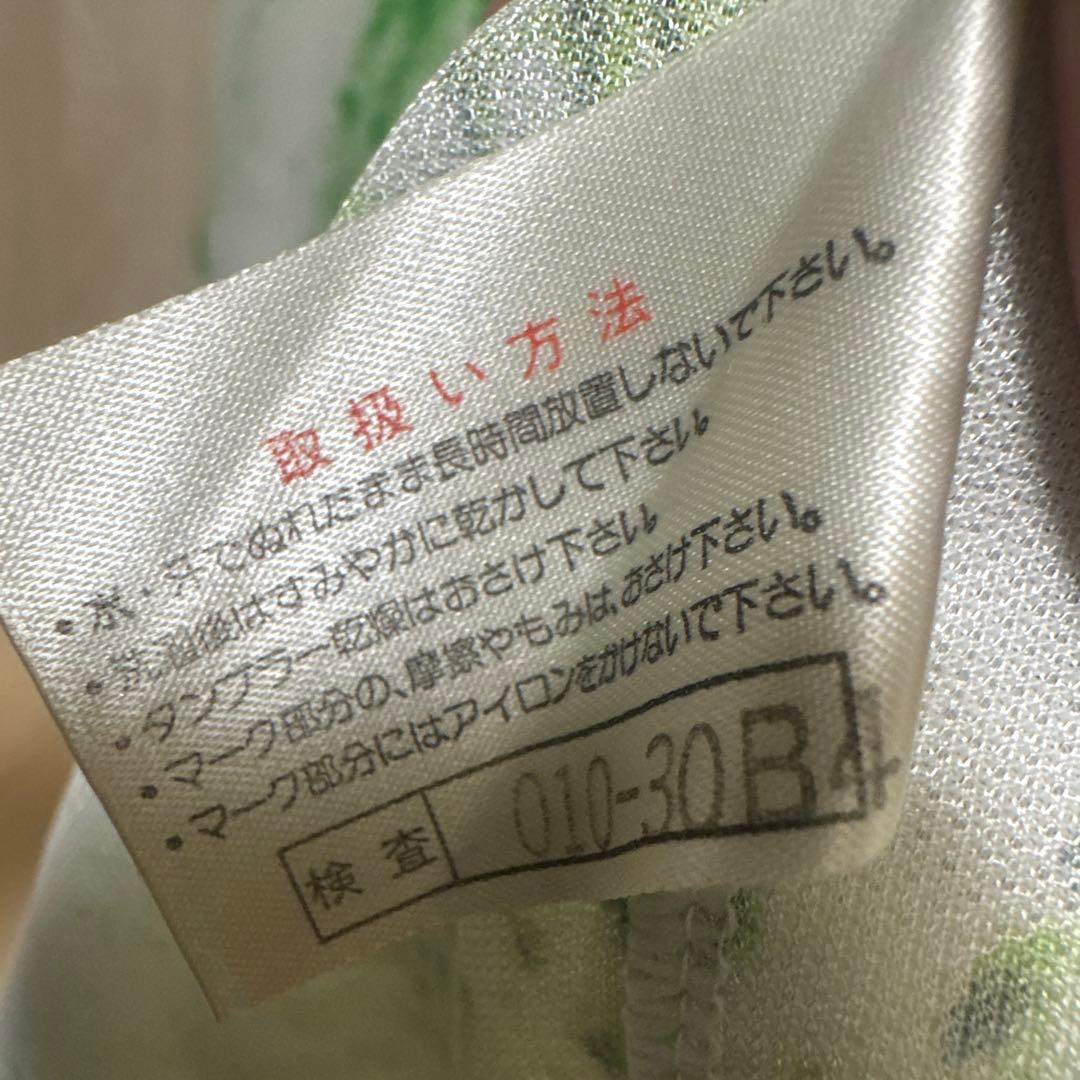 取扱い方法
・汗・水でぬれたまま長時間放置しないで下さい。
・洗濯後はすみやかに乾かして下さい。
・タンブラー乾燥はおさけ下さい。
・マーク部分の、摩擦やもみは、おさけ下さい。
・マーク部分にはアイロンをかけないで下さい。
検査 010-30B